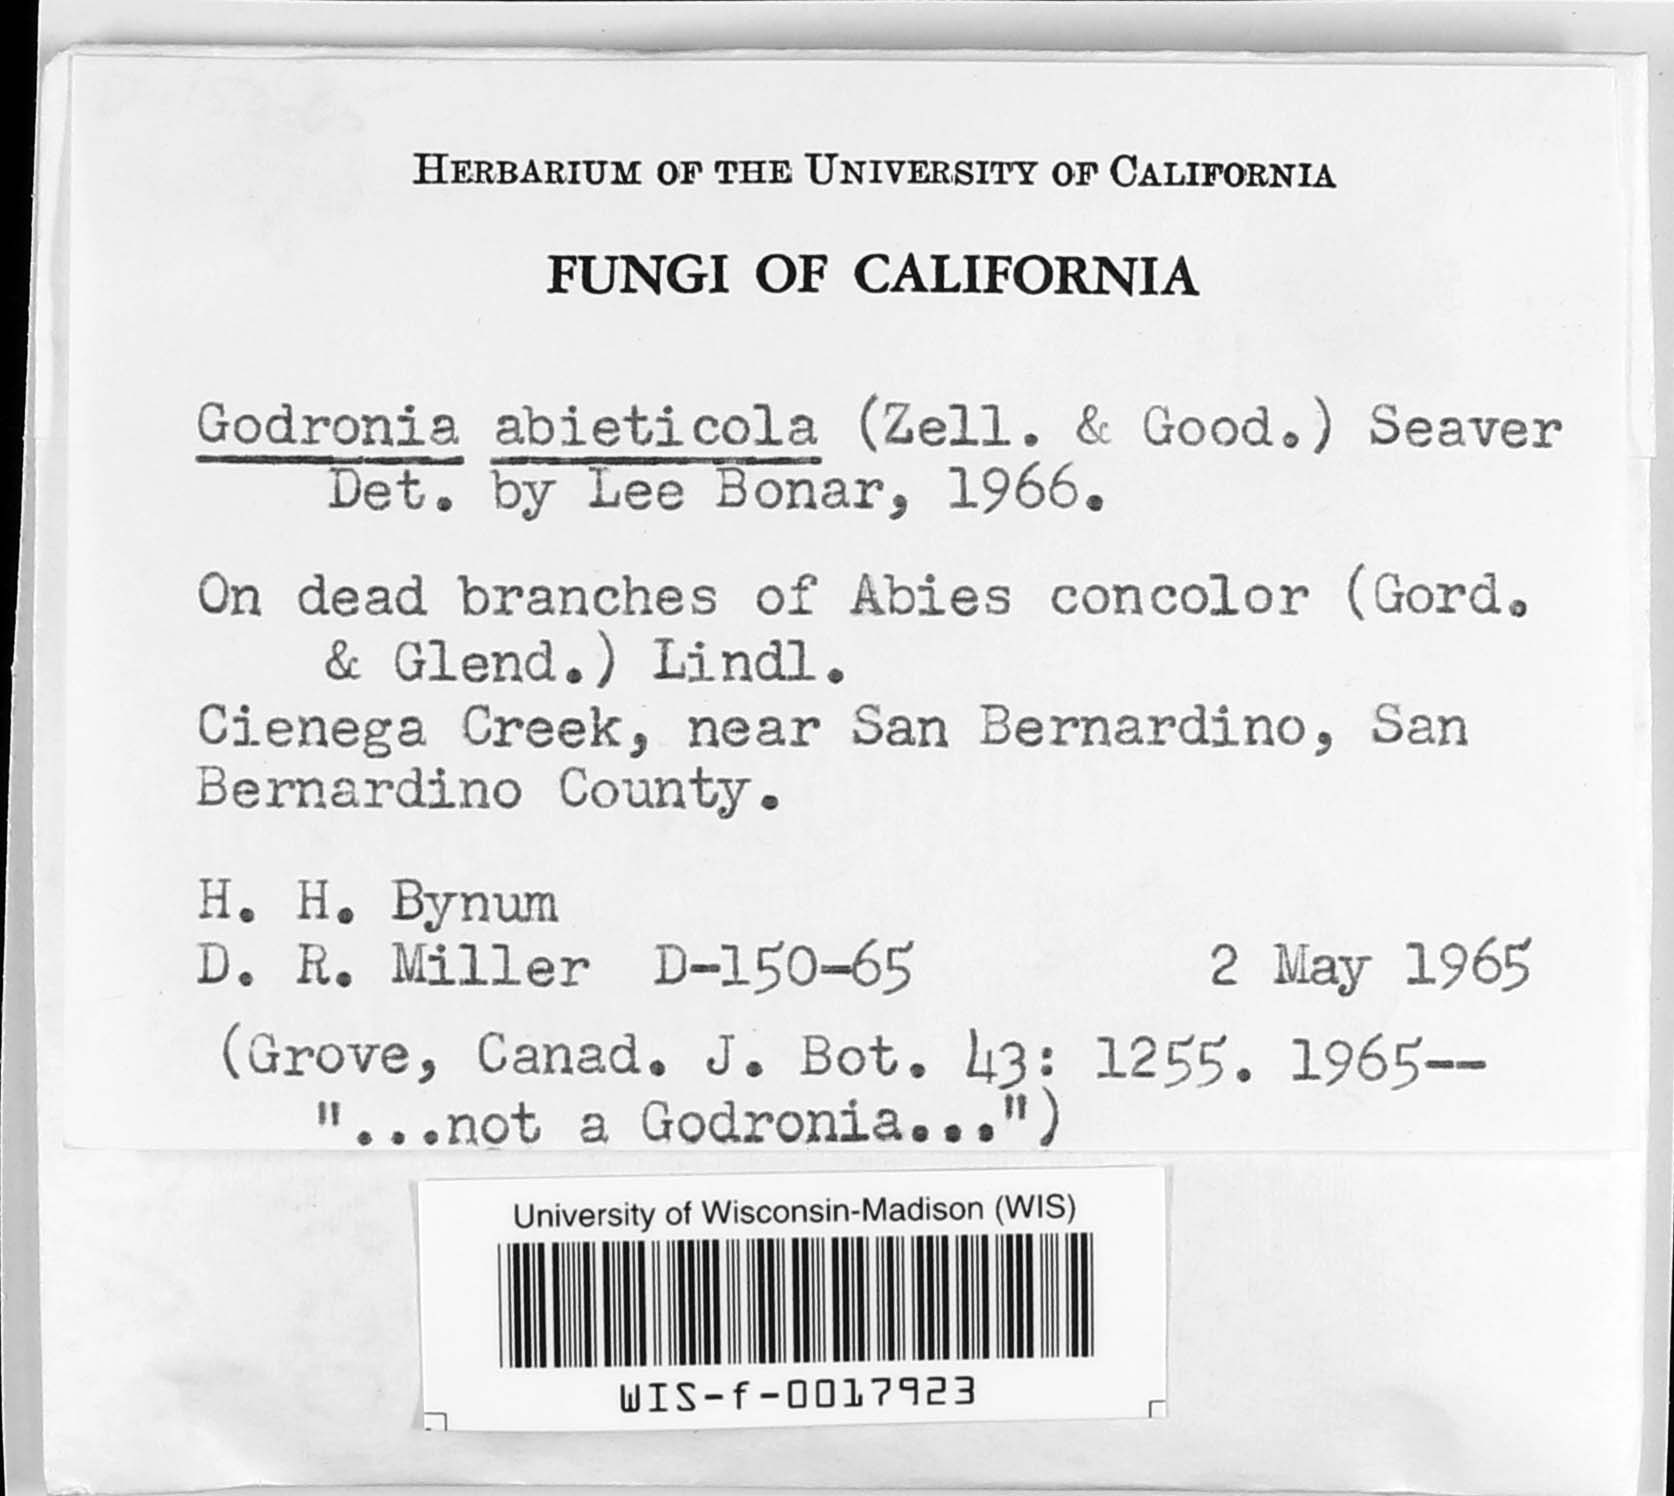 HERBARIUM OF THE UNIVERSITY OF CALIFORNIA
FUNGI OF CALIFORNIA
Godronia abieticola (Zell. & Good.) Seaver
Det. by Lee Bonar, 1966.
On dead branches of Abies concolor (Gord.
& Glend.) Lindl.
Cienega Creek, near San Bernardino, San
Bernardino County.
H. H. Bynum
D. R. Miller D-150-65 2 May 1965
(Grove, Canad. J. Bot. 43: 1255. 1965--
"...not a Godronia...")
University of Wisconsin-Madison (WIS)
WIS-f-0017923